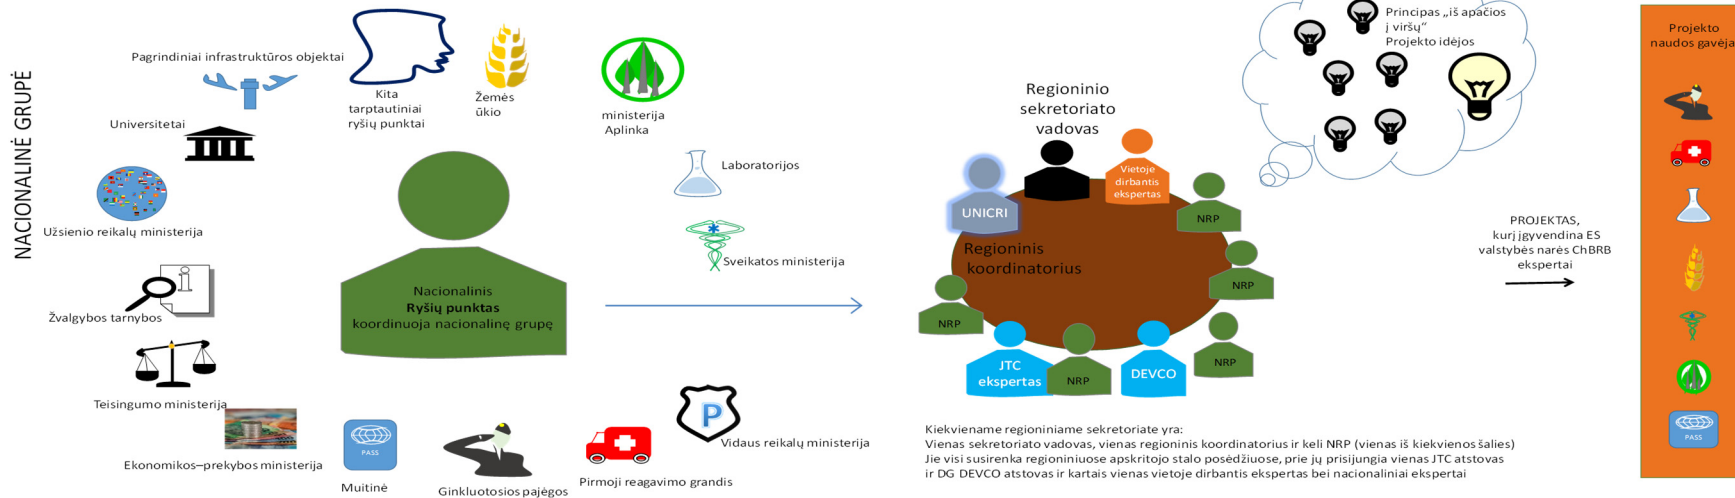 NACIONALINĖ GRUPĖ
Pagrindiniai infrastruktūros objektai
Kita
tarptautiniai
ryšių punktai
Žemės
ūkio
ministerija
Aplinka
Universitetai
Laboratorijos
Užsienio reikalų ministerija
Sveikatos ministerija
Nacionalinis
Ryšių punktas
koordinuoja nacionalinę grupę
i
Žvalgybos tarnybos
Teisingumo ministerija
Ekonomikos–prekybos ministerija
PASS
Muitinė
Ginkluotosios pajėgos
Pirmoji reagavimo grandis
P
Vidaus reikalų ministerija
Regioninio
sekretoriato
vadovas
UNICRI
Vietoje
dirbantis
ekspertas
NRP
Regioninis
koordinatorius
NRP
NRP
NRP
JTC
ekspertas
NRP
DEVCO
Kiekviename regioniniame sekretoriate yra:
Vienas sekretoriato vadovas, vienas regioninis koordinatorius ir keli NRP (vienas iš kiekvienos šalies)
Jie visi susirenka regioniniuose apskritojo stalo posėdžiuose, prie jų prisijungia vienas JTC atstovas
ir DG DEVCO atstovas ir kartais vienas vietoje dirbantis ekspertas bei nacionaliniai ekspertai
Principas „iš apačios
į viršų“
Projekto idėjos
PROJEKTAS,
kurį įgyvendina ES
valstybės narės ChBRB
ekspertai
Projekto
naudos gavėja
PASS